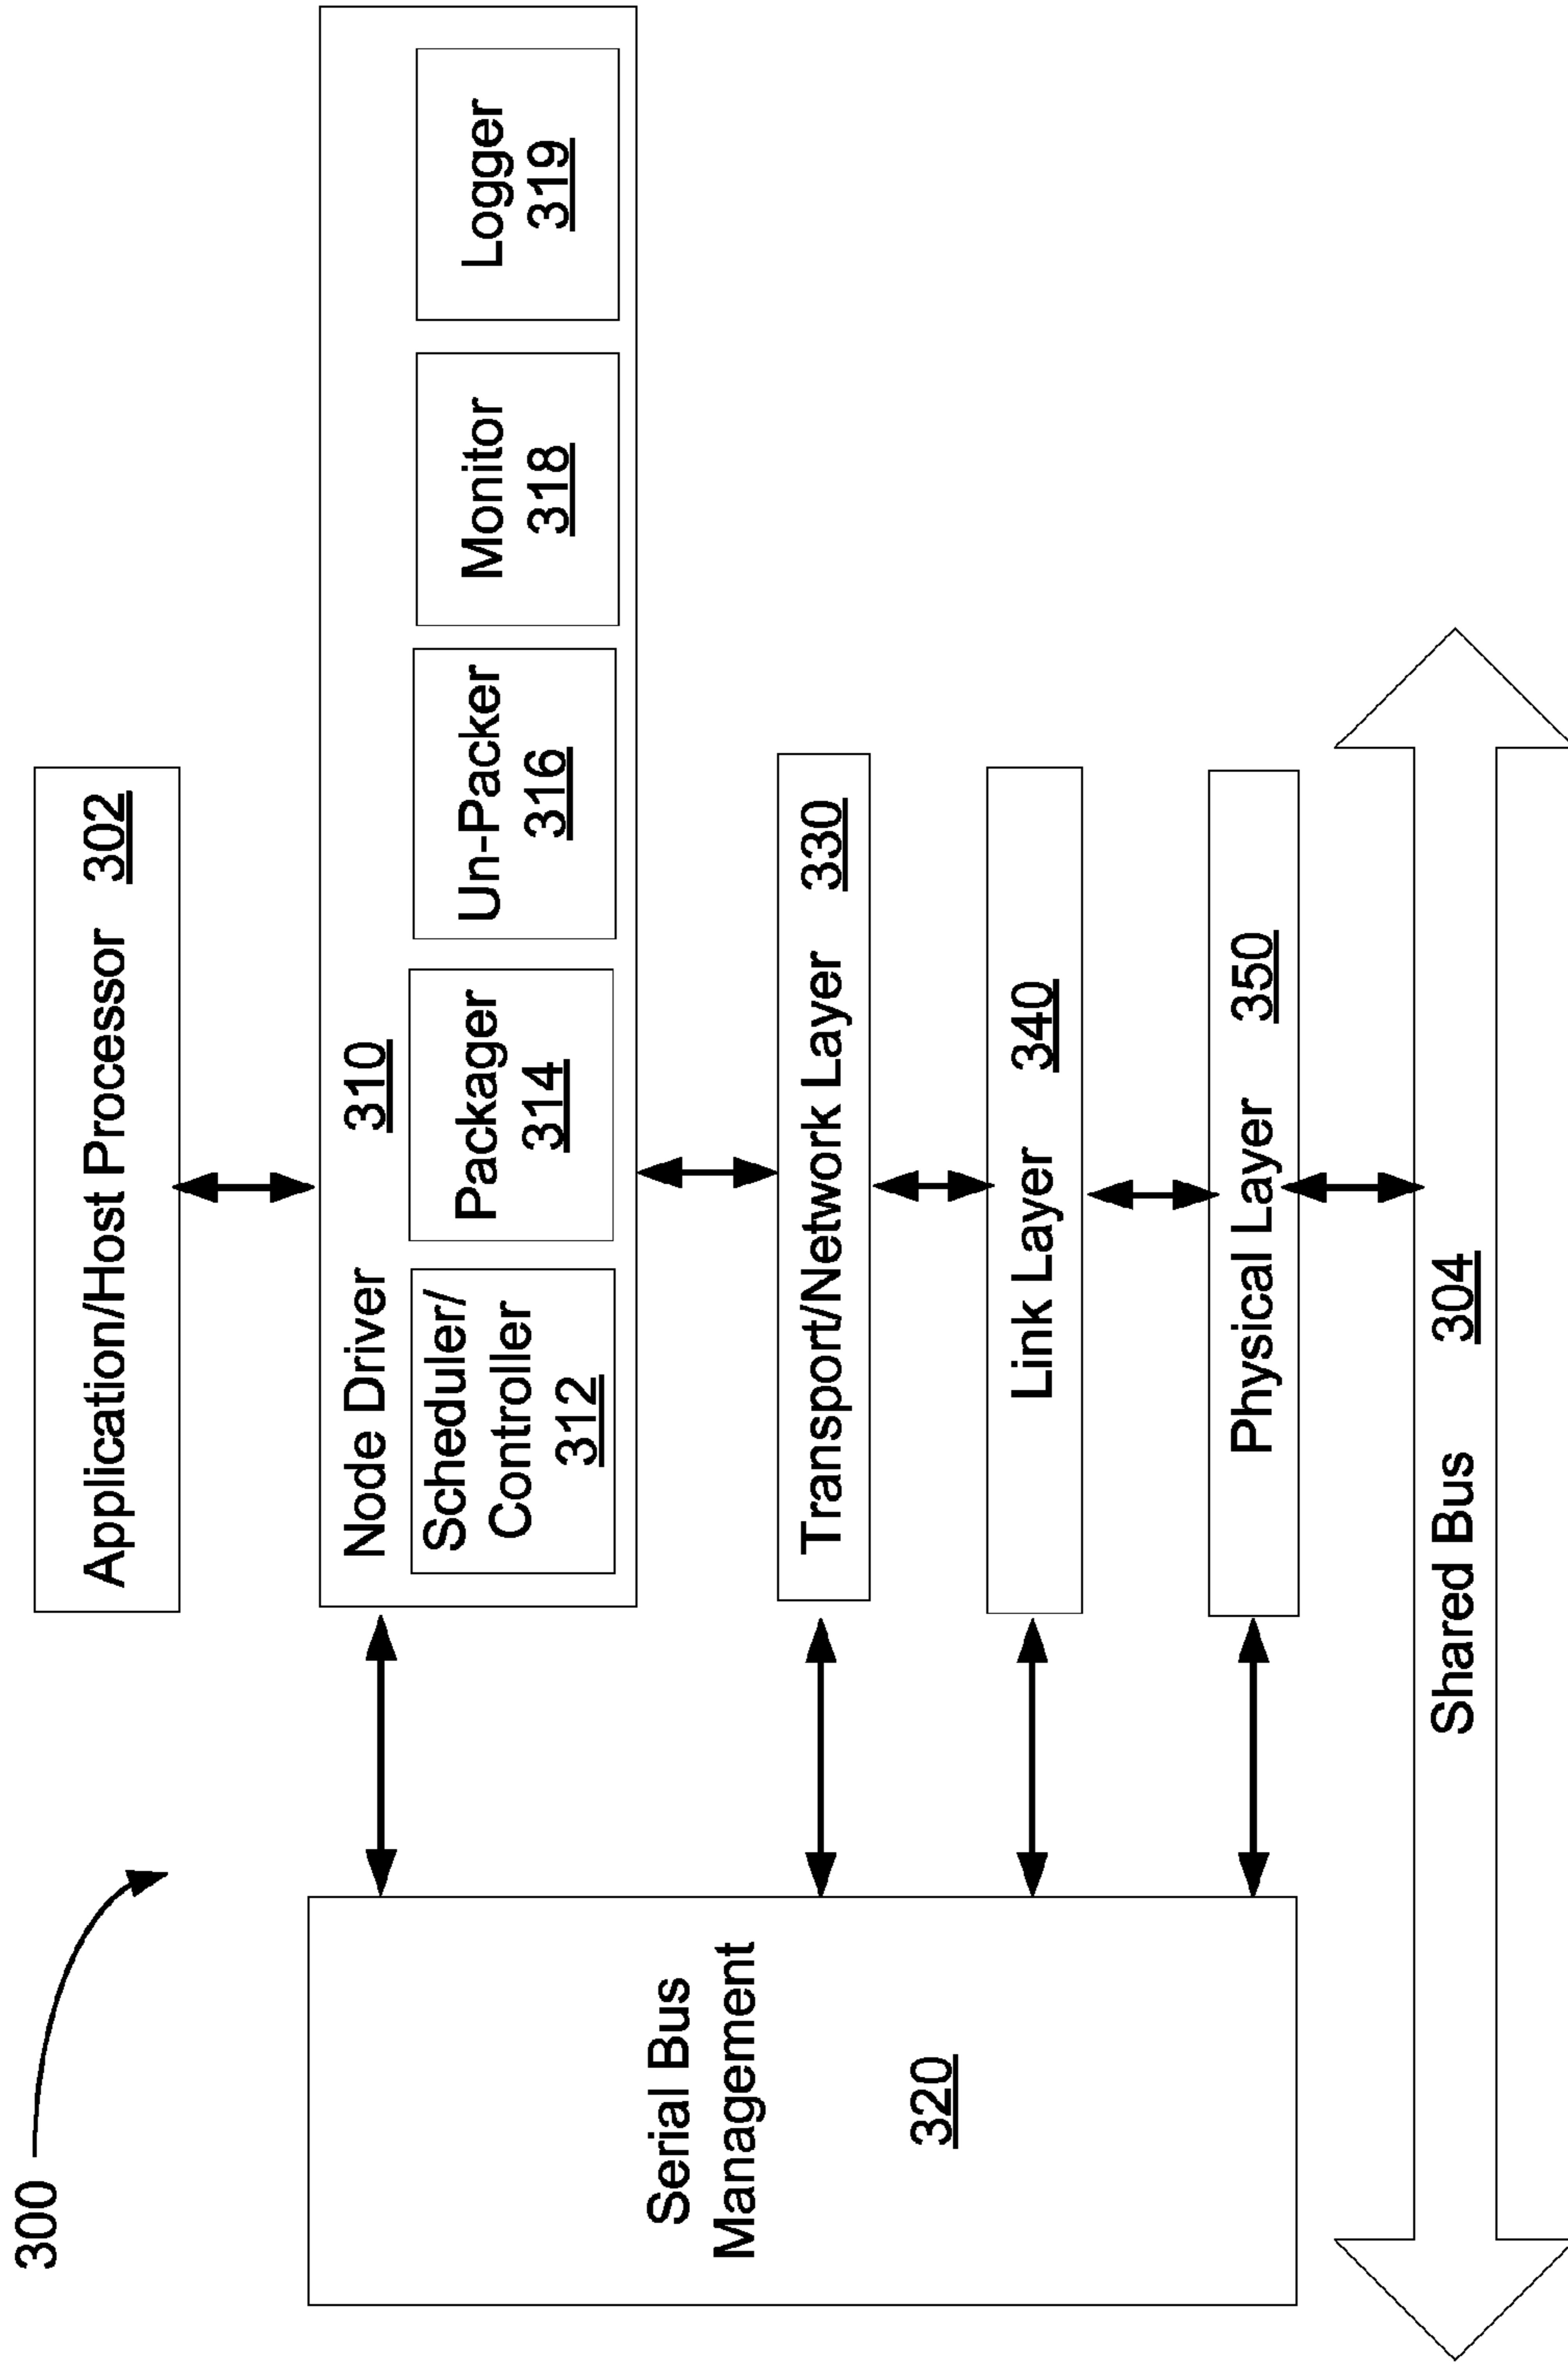 300
Application/Host Processor 302
Node Driver 310
Scheduler/
Controller
312
Packager
314
Un-Packer
316
Monitor
318
Logger
319
Serial Bus
Management
320
Transport/Network Layer 330
Link Layer 340
Physical Layer 350
Shared Bus 304